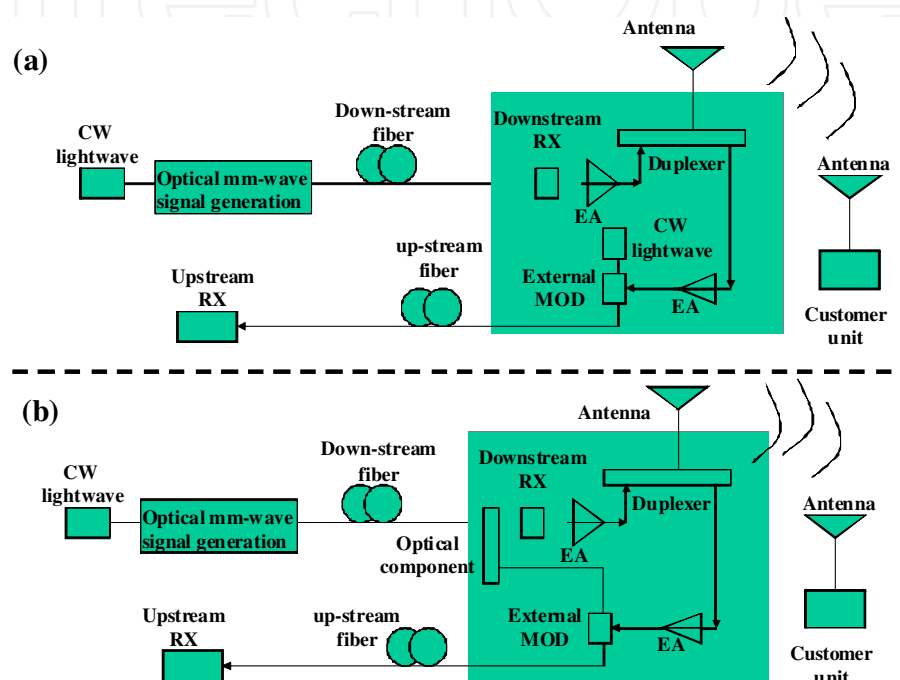 (a)
Antenna
CW
lightwave
Optical mm-wave
signal generation
Down-stream
fiber
Downstream
RX
EA
Duplexer
CW
lightwave
External
MOD
EA
up-stream
fiber
Upstream
RX
Antenna
Customer
unit
(b)
Antenna
CW
lightwave
Optical mm-wave
signal generation
Down-stream
fiber
Optical
component
Downstream
RX
EA
Duplexer
External
MOD
EA
up-stream
fiber
Upstream
RX
Antenna
Customer
unit